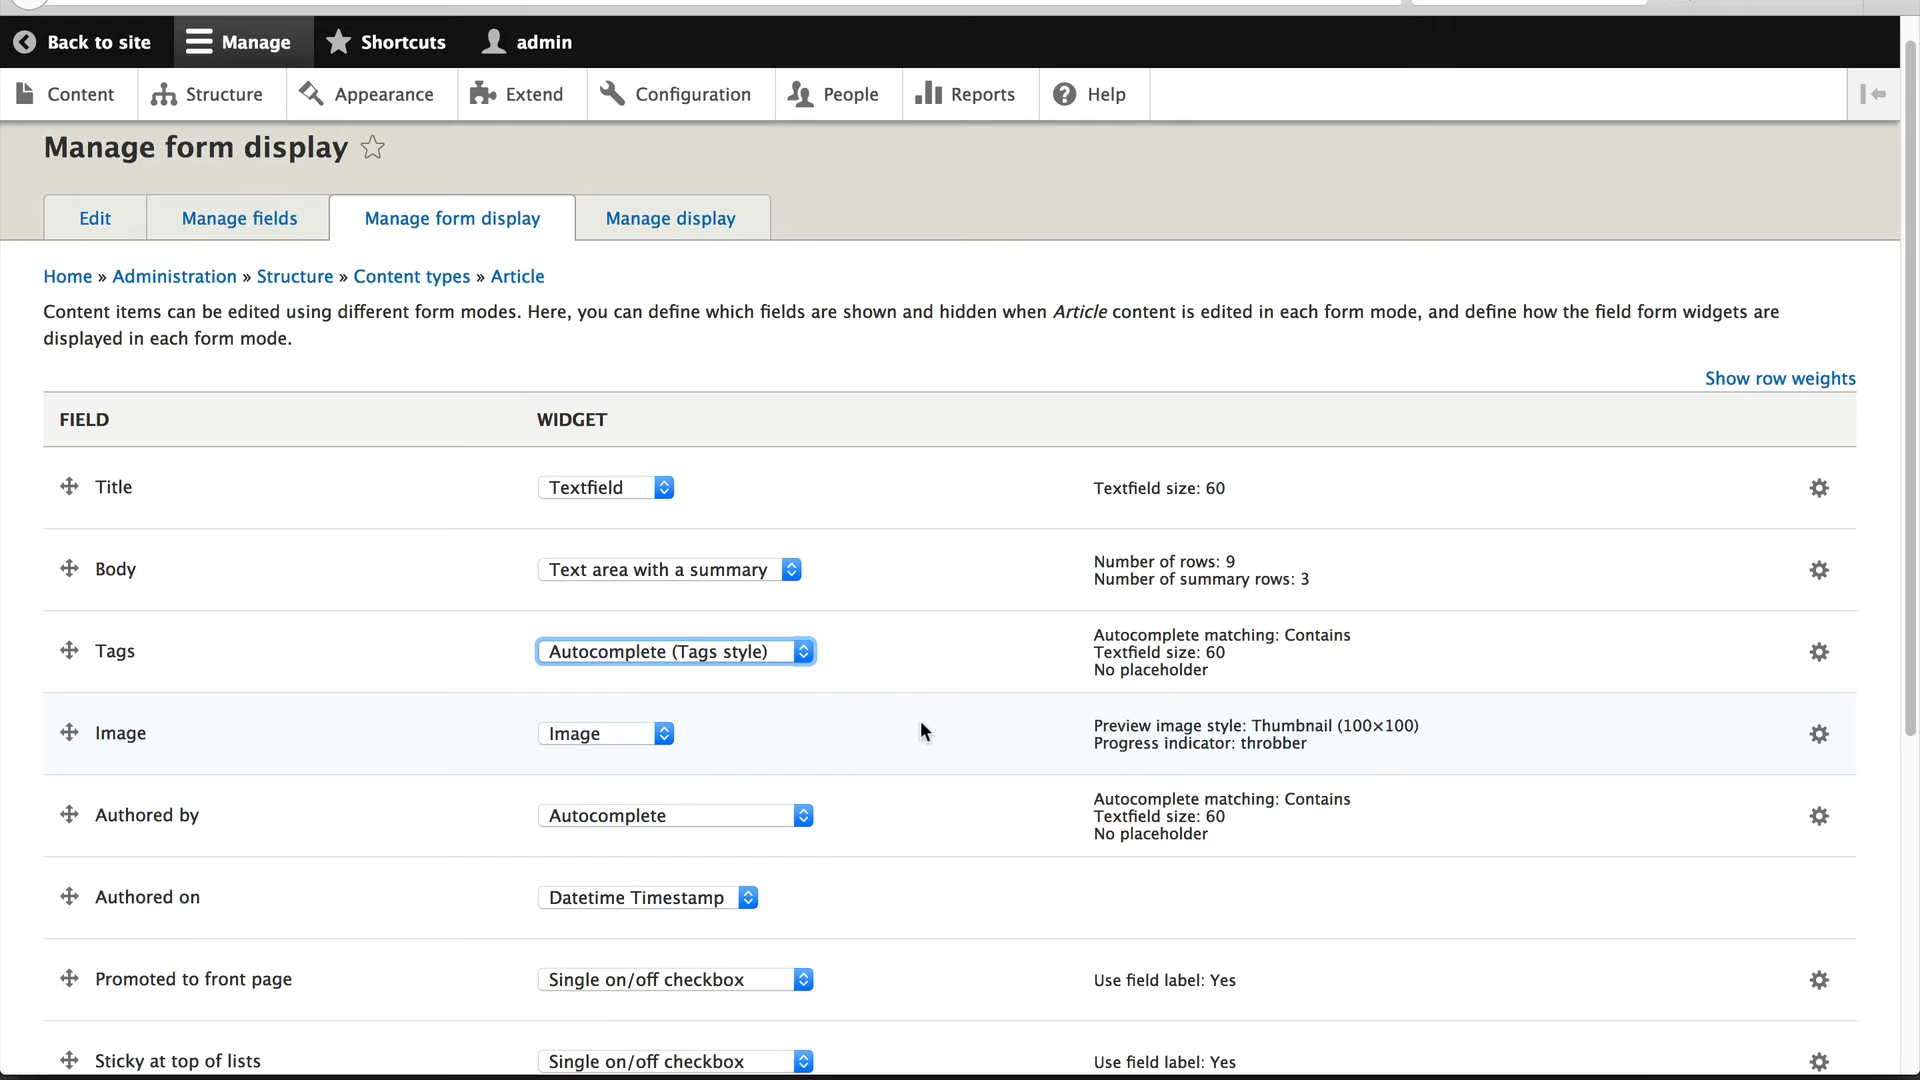 Back to site
Manage
Shortcuts
admin
Content
Structure
Appearance
Extend
Configuration
People
Reports
Help
Manage form display
Edit
Manage fields
Manage form display
Manage display
Home » Administration » Structure » Content types » Article
Content items can be edited using different form modes. Here, you can define which fields are shown and hidden when Article content is edited in each form mode, and define how the field form widgets are
displayed in each form mode.
Show row weights
FIELD
WIDGET
Title
Textfield
Textfield size: 60
Body
Text area with a summary
Number of rows: 9
Number of summary rows: 3
Tags
Autocomplete (Tags style)
Autocomplete matching: Contains
Textfield size: 60
No placeholder
Image
Image
Preview image style: Thumbnail (100×100)
Progress indicator: throbber
Authored by
Autocomplete
Autocomplete matching: Contains
Textfield size: 60
No placeholder
Authored on
Datetime Timestamp
Promoted to front page
Single on/off checkbox
Use field label: Yes
Sticky at top of lists
Single on/off checkbox
Use field label: Yes